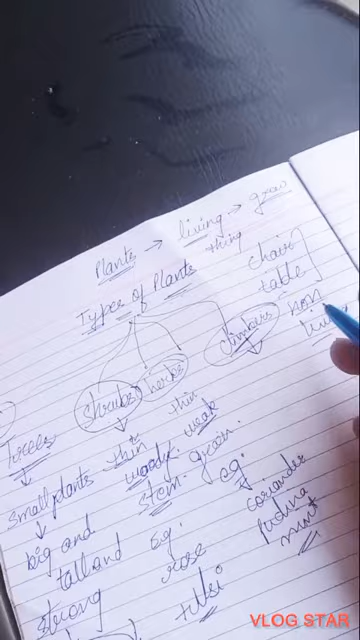 Plants → living → grow
thing
Types of Plants
chair
table
non
living
shrubs
herbs
climbers
trees
small plants
big and
tall and
strong
thin
woody
stem
eg:
rose
tulsi
thin
weak
green
eg:
coriander
pudina
mint
VLOG STAR